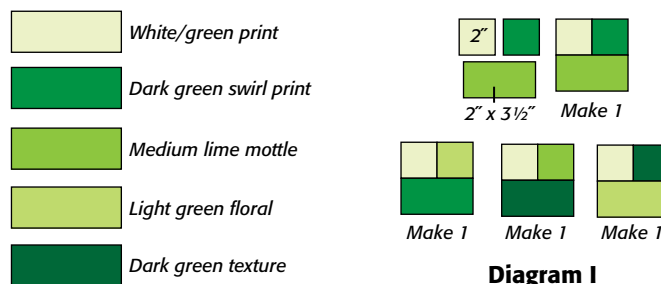 White/green print
Dark green swirl print
Medium lime mottle
Light green floral
Dark green texture
2″
2″ x 3½″
Make 1
Make 1
Make 1
Make 1
Diagram I